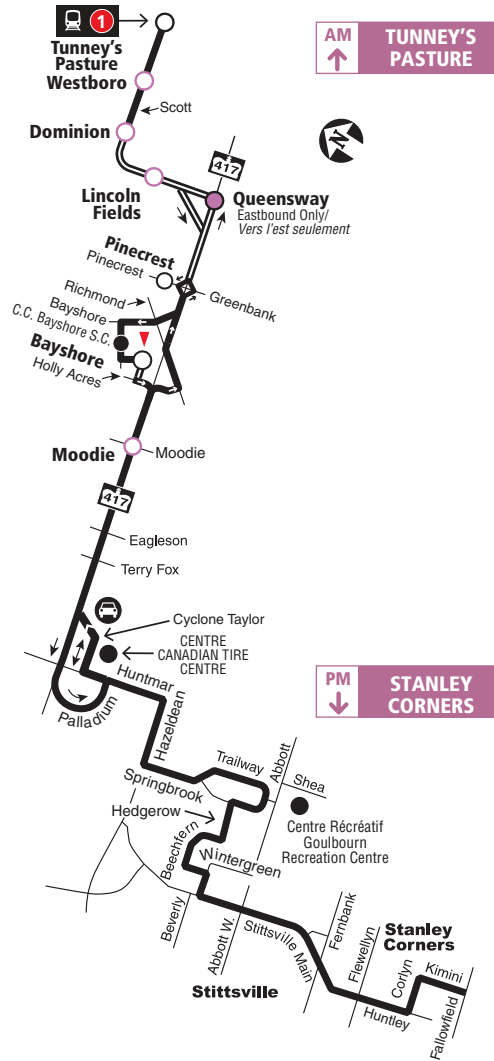 1
Tunney's
Pasture
Westboro
AM
TUNNEY'S
PASTURE
Scott
Dominion
N
417
Lincoln
Fields
Queensway
Eastbound Only/
Vers l'est seulement
Pinecrest
Pinecrest
Greenbank
Richmond
Bayshore
C.C. Bayshore S.C.
Bayshore
Holly Acres
Moodie
Moodie
417
Eagleson
Terry Fox
Cyclone Taylor
CENTRE
CANADIAN TIRE
CENTRE
Huntmar
Palladium
Hazeldean
PM
STANLEY
CORNERS
Trailway
Abbott
Shea
Springbrook
Hedgerow
Centre Récréatif
Goulbourn
Recreation Centre
Beechfern
Wintergreen
Beverly
Abbott W.
Stittsville Main
Fernbank
Flewellyn
Stanley
Corners
Corlyn
Kimini
Stittsville
Huntley
Fallowfield